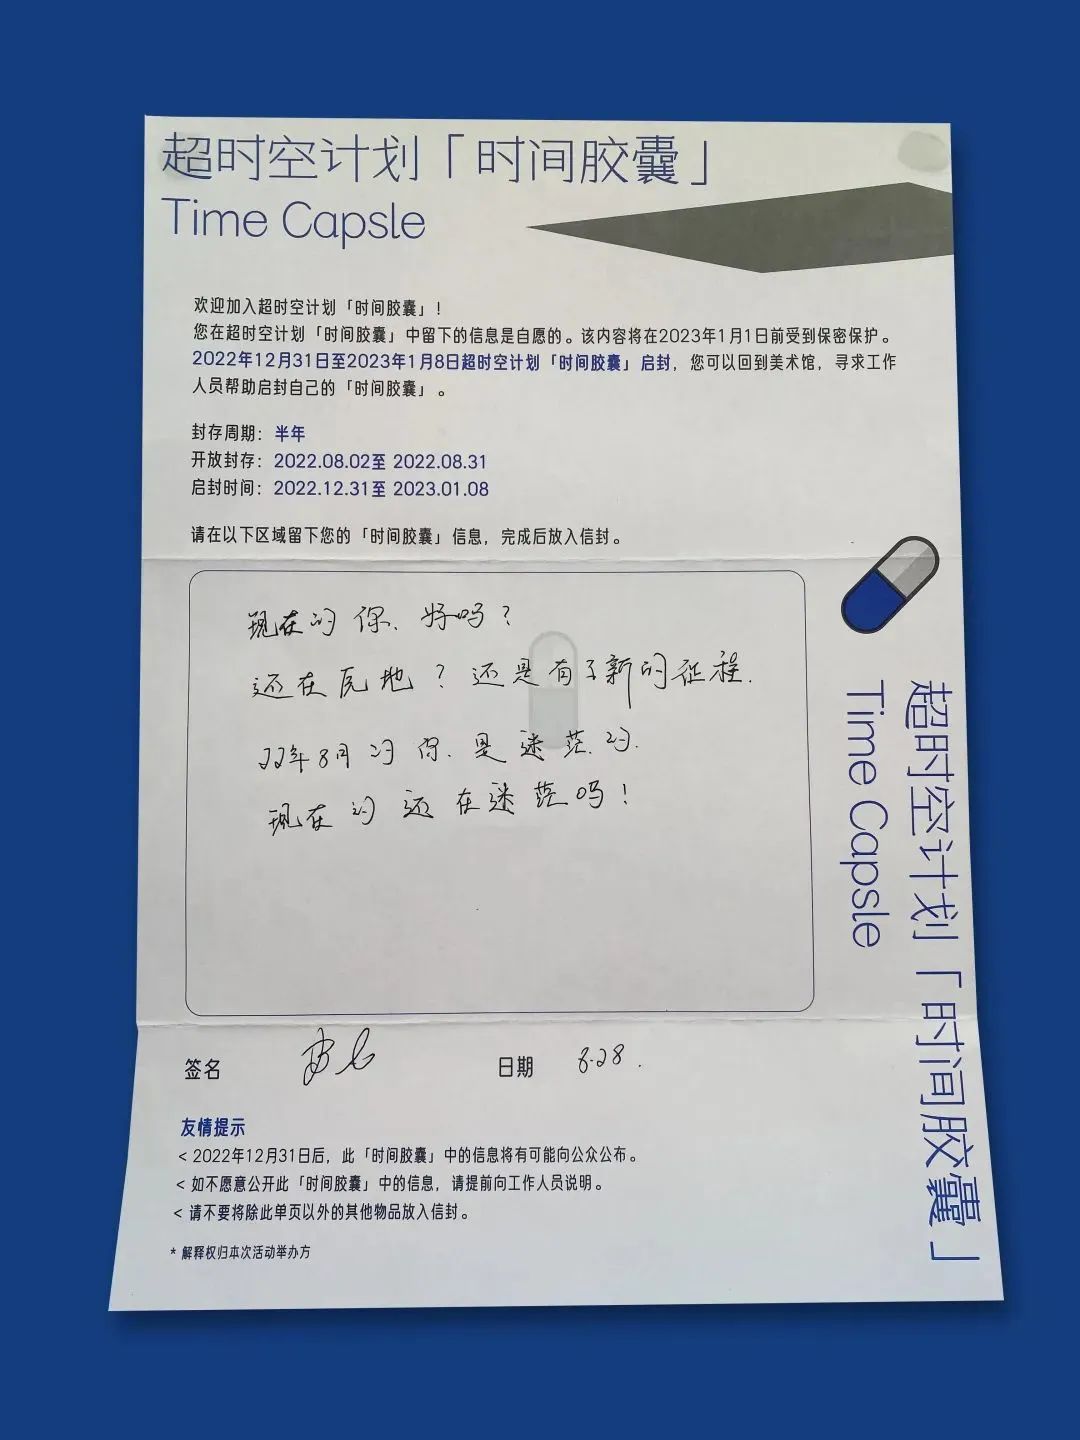 超时空计划「时间胶囊」
Time Capsle
欢迎加入超时空计划「时间胶囊」！
您在超时空计划「时间胶囊」中留下的信息是自愿的。该内容将在2023年1月1日前受到保密保护。
2022年12月31日至2023年1月8日超时空计划「时间胶囊」启封，您可以回到美术馆，寻求工作
人员帮助启封自己的「时间胶囊」。
封存周期：半年
开放封存：2022.08.02至 2022.08.31
启封时间：2022.12.31至 2023.01.08
请在以下区域留下您的「时间胶囊」信息，完成后放入信封。
现在的你、好吗？
还在瓦地？还是有了新的征程.
22年8月的你.是迷茫的.
现在的还在迷茫吗！
签名
日期 8.28.
友情提示
< 2022年12月31日后，此「时间胶囊」中的信息将有可能向公众公布。
< 如不愿意公开此「时间胶囊」中的信息，请提前向工作人员说明。
< 请不要将除此单页以外的其他物品放入信封。
* 解释权归本次活动举办方
超时空计划「时间胶囊」
Time Capsle